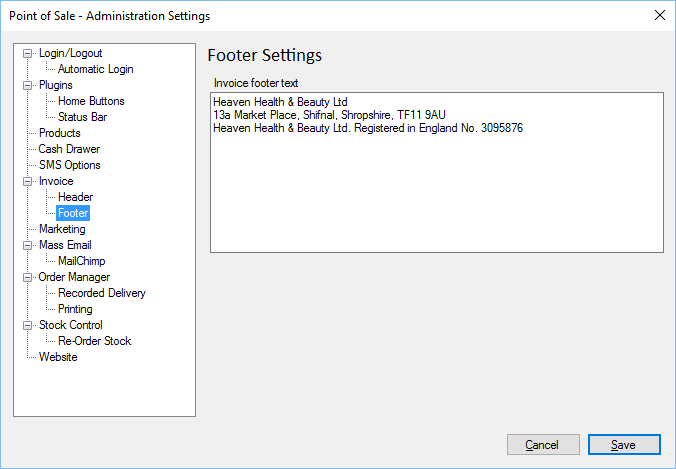 Point of Sale - Administration Settings
Login/Logout
Automatic Login
Plugins
Home Buttons
Status Bar
Products
Cash Drawer
SMS Options
Invoice
Header
Footer
Marketing
Mass Email
MailChimp
Order Manager
Recorded Delivery
Printing
Stock Control
Re-Order Stock
Website
Footer Settings
Invoice footer text
Heaven Health & Beauty Ltd
13a Market Place, Shifnal, Shropshire, TF11 9AU
Heaven Health & Beauty Ltd. Registered in England No. 3095876
Cancel
Save